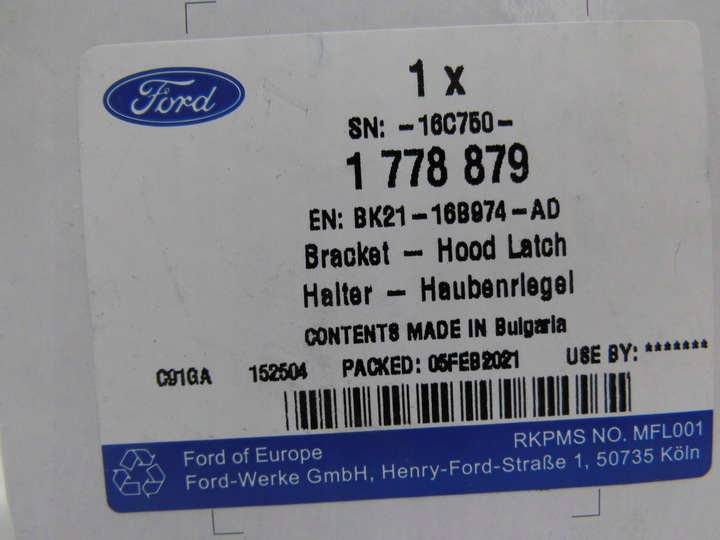 Ford
1 x
SN: -16C750-
1 778 879
EN: BK21-16B974-AD
Bracket - Hood Latch
Halter - Haubenriegel
CONTENTS MADE IN Bulgaria
C91GA 152504 PACKED: 05FEB2021 USE BY: *******
RKPMS NO. MFL001
Ford of Europe
Ford-Werke GmbH, Henry-Ford-Straße 1, 50735 Köln